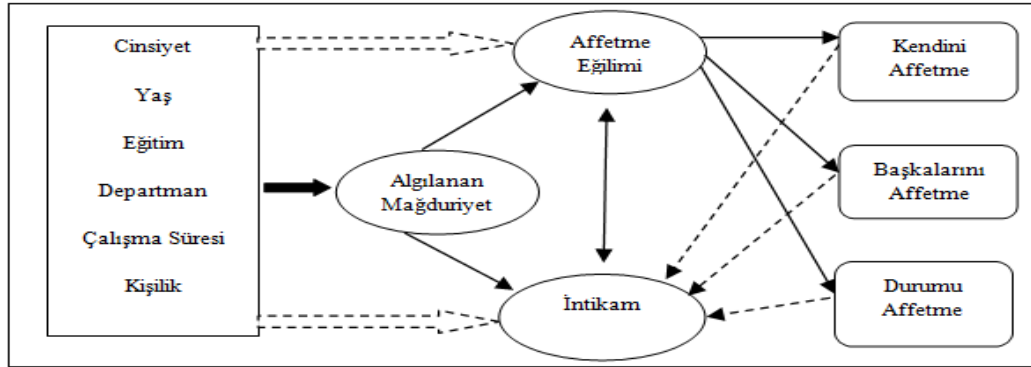 Cinsiyet
Yaş
Eğitim
Departman
Çalışma Süresi
Kişilik
Algılanan
Mağduriyet
Affetme
Eğilimi
İntikam
Kendini
Affetme
Başkalarını
Affetme
Durumu
Affetme